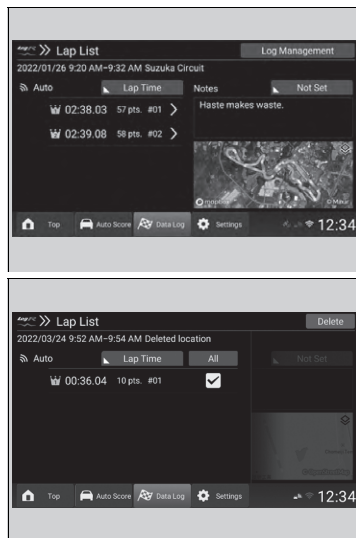 Lap List
Log Management
2022/01/26 9:20 AM–9:32 AM Suzuka Circuit
Auto
Lap Time
Notes
Not Set
02:38.03 57 pts. #01
Haste makes waste.
02:39.08 58 pts. #02
Top
Auto Score
Data Log
Settings
12:34
Lap List
Delete
2022/03/24 9:52 AM–9:54 AM Deleted location
Auto
Lap Time
All
Not Set
00:36.04 10 pts. #01
Top
Auto Score
Data Log
Settings
12:34